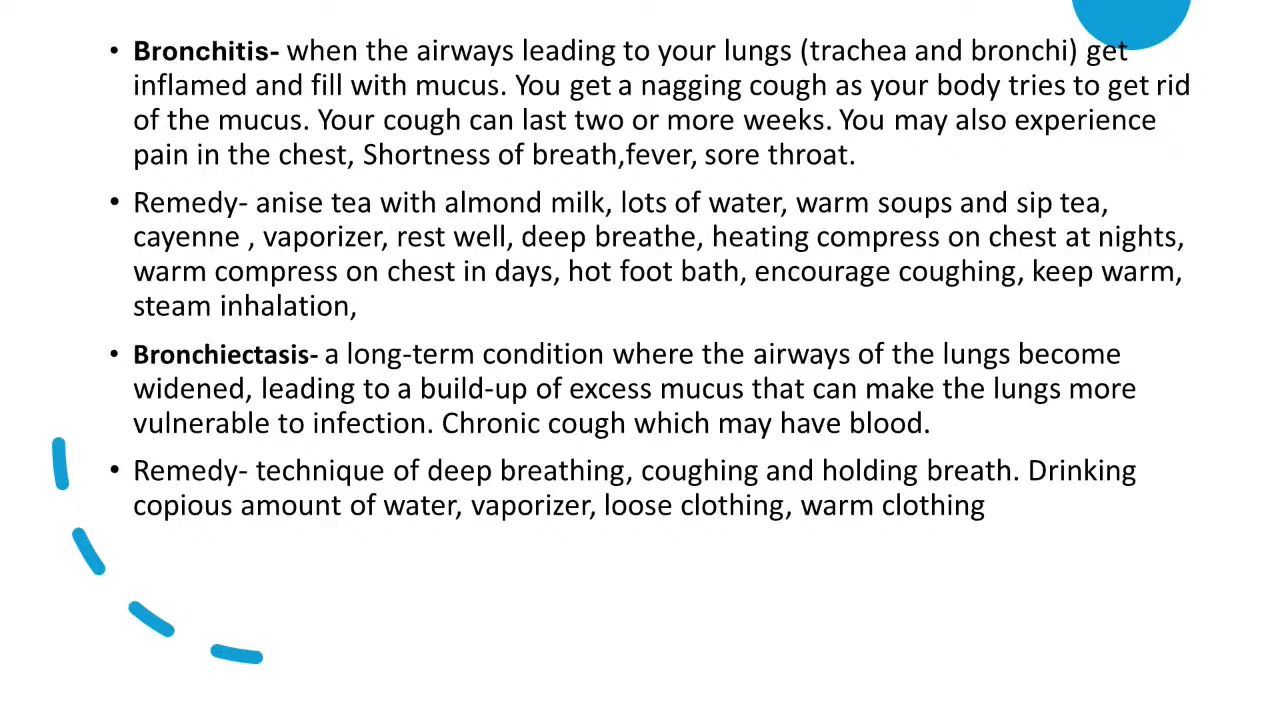 • Bronchitis- when the airways leading to your lungs (trachea and bronchi) get
inflamed and fill with mucus. You get a nagging cough as your body tries to get rid
of the mucus. Your cough can last two or more weeks. You may also experience
pain in the chest, Shortness of breath,fever, sore throat.
• Remedy- anise tea with almond milk, lots of water, warm soups and sip tea,
cayenne , vaporizer, rest well, deep breathe, heating compress on chest at nights,
warm compress on chest in days, hot foot bath, encourage coughing, keep warm,
steam inhalation,
• Bronchiectasis- a long-term condition where the airways of the lungs become
widened, leading to a build-up of excess mucus that can make the lungs more
vulnerable to infection. Chronic cough which may have blood.
• Remedy- technique of deep breathing, coughing and holding breath. Drinking
copious amount of water, vaporizer, loose clothing, warm clothing